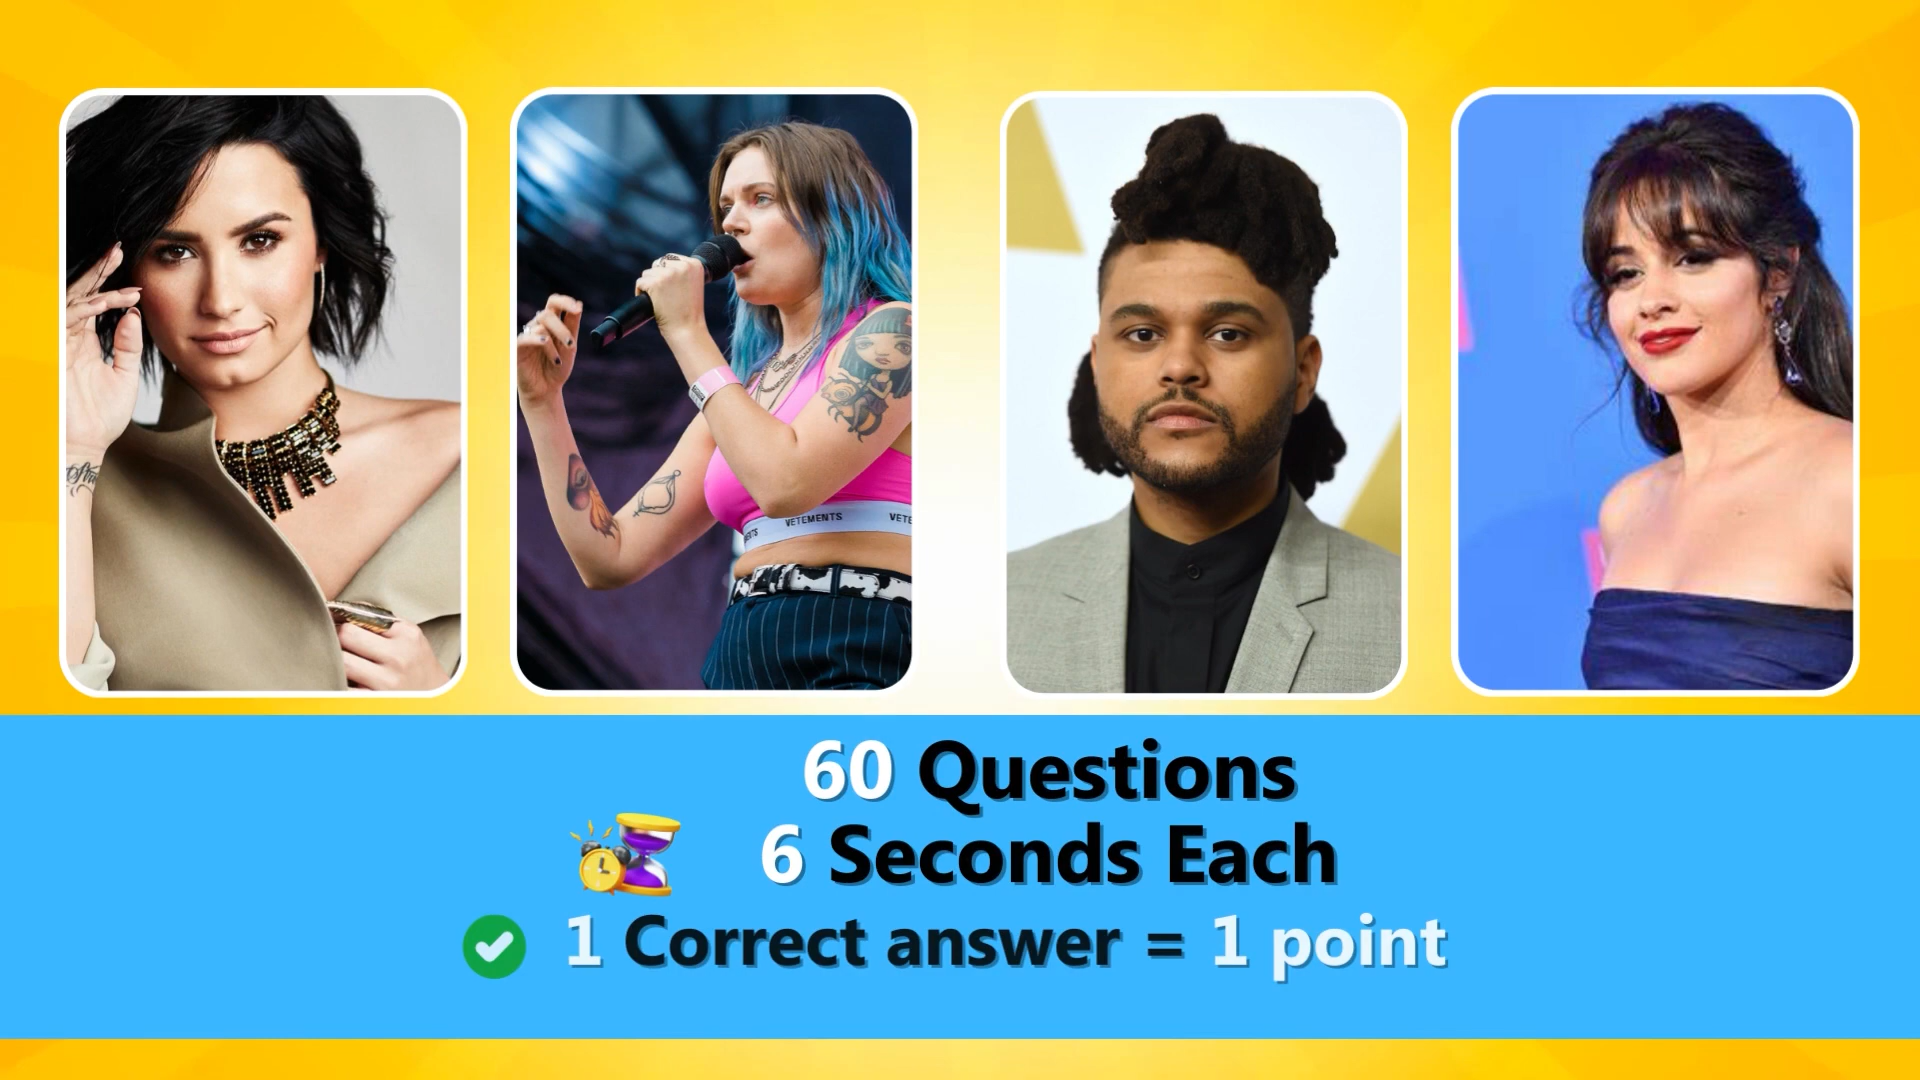 VETEMENTS VETE
60 Questions
6 Seconds Each
1 Correct answer = 1 point